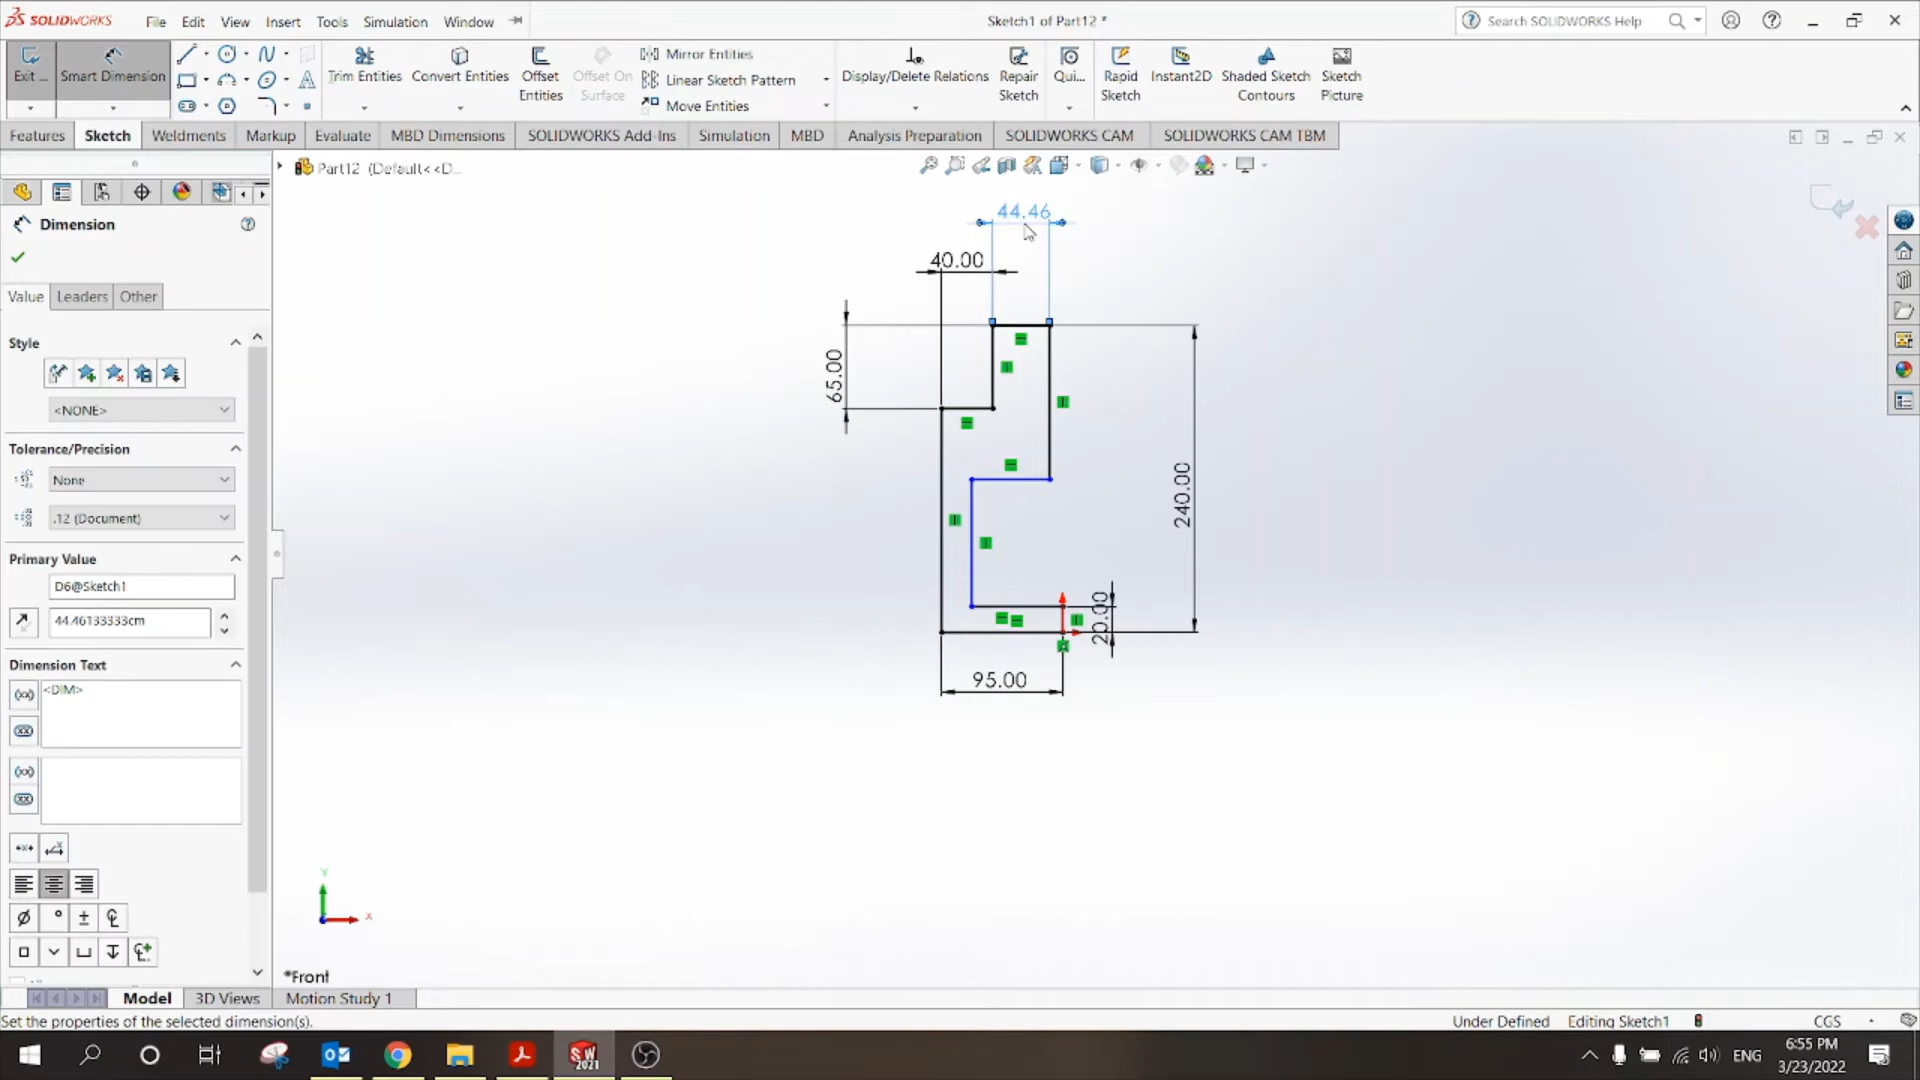 SOLIDWORKS
File Edit View Insert Tools Simulation Window
Sketch1 of Part12 *
Search SOLIDWORKS Help
Exit ...
Smart Dimension
Trim Entities
Convert Entities
Offset Entities
Offset On Surface
Mirror Entities
Linear Sketch Pattern
Move Entities
Display/Delete Relations
Repair Sketch
Qui...
Rapid Sketch
Instant2D
Shaded Sketch Contours
Sketch Picture
Features Sketch Weldments Markup Evaluate MBD Dimensions SOLIDWORKS Add-Ins Simulation MBD Analysis Preparation SOLIDWORKS CAM SOLIDWORKS CAM TBM
Part12 (Default<<D...
Dimension
Value Leaders Other
Style
<NONE>
Tolerance/Precision
None
.12 (Document)
Primary Value
D6@Sketch1
44.46133333cm
Dimension Text
<DIM>
44.46
40.00
65.00
240.00
20.00
95.00
Y
X
*Front
Model 3D Views Motion Study 1
Set the properties of the selected dimension(s).
Under Defined Editing Sketch1 CGS
SW 2021
ENG
6:55 PM
3/23/2022